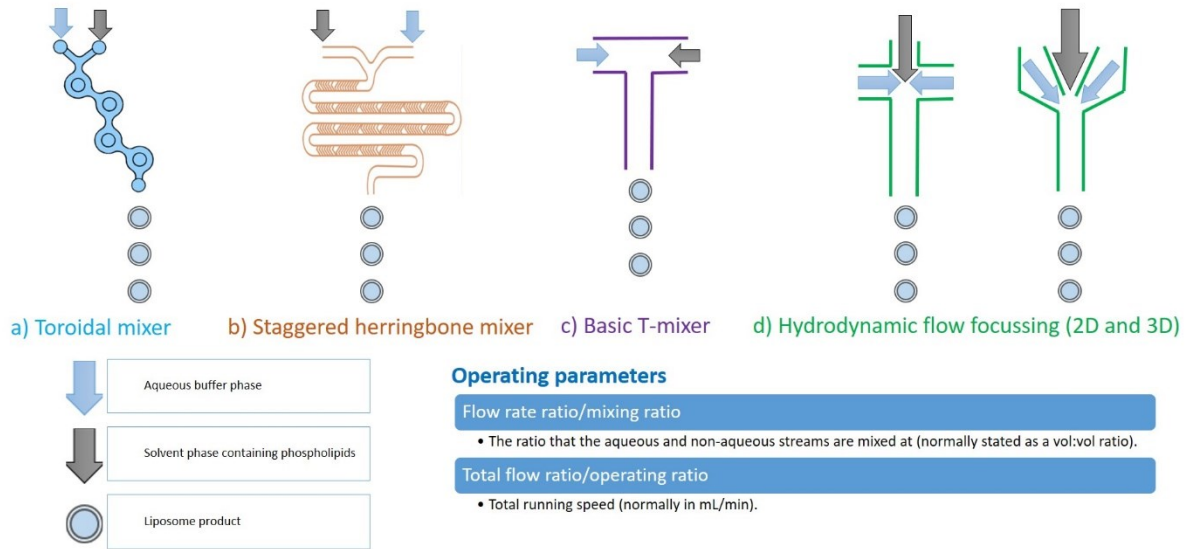 a) Toroidal mixer
b) Staggered herringbone mixer
c) Basic T-mixer
d) Hydrodynamic flow focussing (2D and 3D)
Aqueous buffer phase
Solvent phase containing phospholipids
Liposome product
Operating parameters
Flow rate ratio/mixing ratio
• The ratio that the aqueous and non-aqueous streams are mixed at (normally stated as a vol:vol ratio).
Total flow ratio/operating ratio
• Total running speed (normally in mL/min).